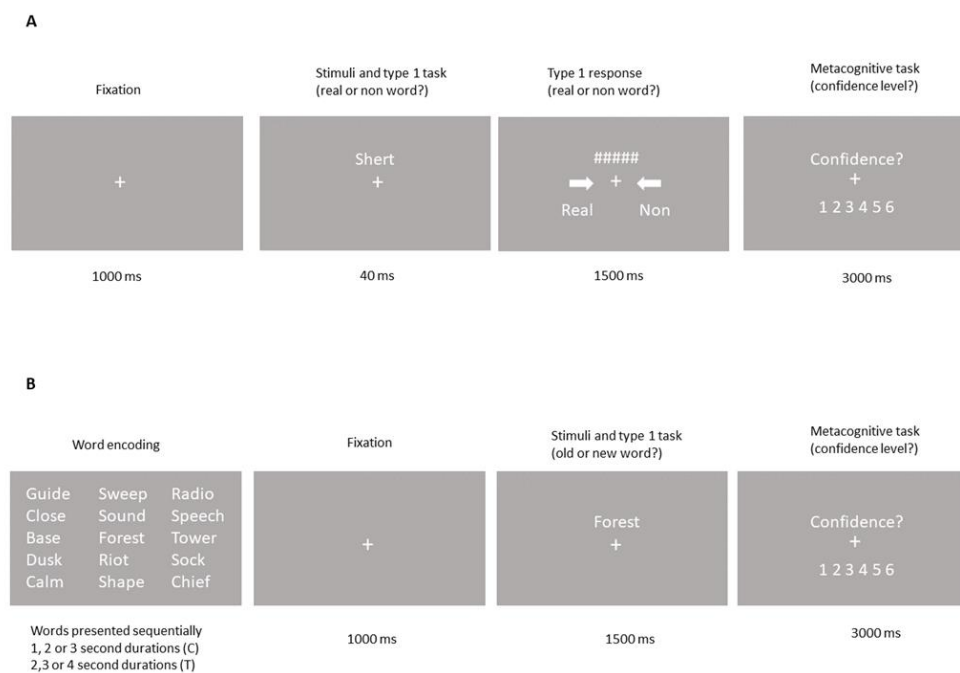 A
Fixation
Stimuli and type 1 task
(real or non word?)
Type 1 response
(real or non word?)
Metacognitive task
(confidence level?)
+
Shert
+
#####
+
Real Non
Confidence?
+
1 2 3 4 5 6
1000 ms
40 ms
1500 ms
3000 ms
B
Word encoding
Fixation
Stimuli and type 1 task
(old or new word?)
Metacognitive task
(confidence level?)
Guide Sweep Radio
Close Sound Speech
Base Forest Tower
Dusk Riot Sock
Calm Shape Chief
+
Forest
+
Confidence?
+
1 2 3 4 5 6
Words presented sequentially
1, 2 or 3 second durations (C)
2,3 or 4 second durations (T)
1000 ms
1500 ms
3000 ms